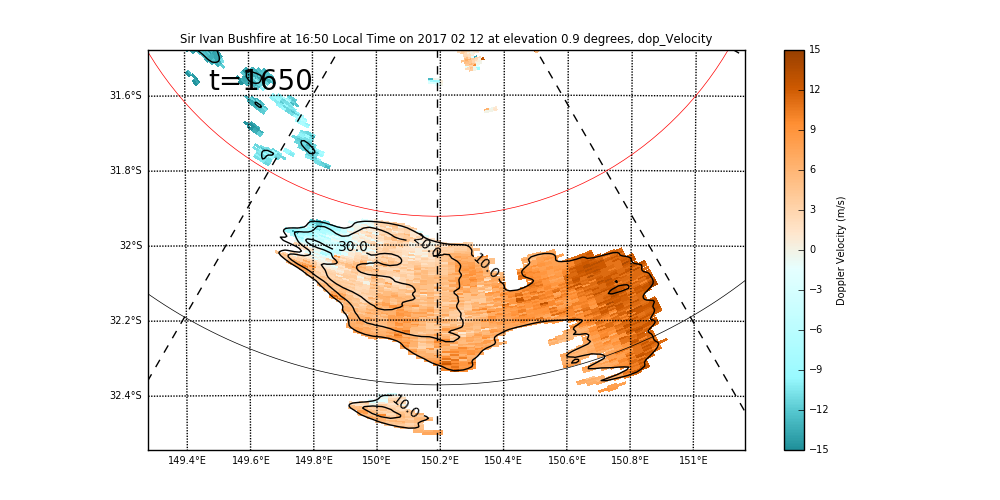 Sir Ivan Bushfire at 16:50 Local Time on 2017 02 12 at elevation 0.9 degrees, dop_Velocity
t=1650
31.6°S
31.8°S
32°S
32.2°S
32.4°S
30.0
10.0
10.0
149.4°E 149.6°E 149.8°E 150°E 150.2°E 150.4°E 150.6°E 150.8°E 151°E
15
12
9
6
3
0
−3
−6
−9
−12
−15
Doppler Velocity (m/s)